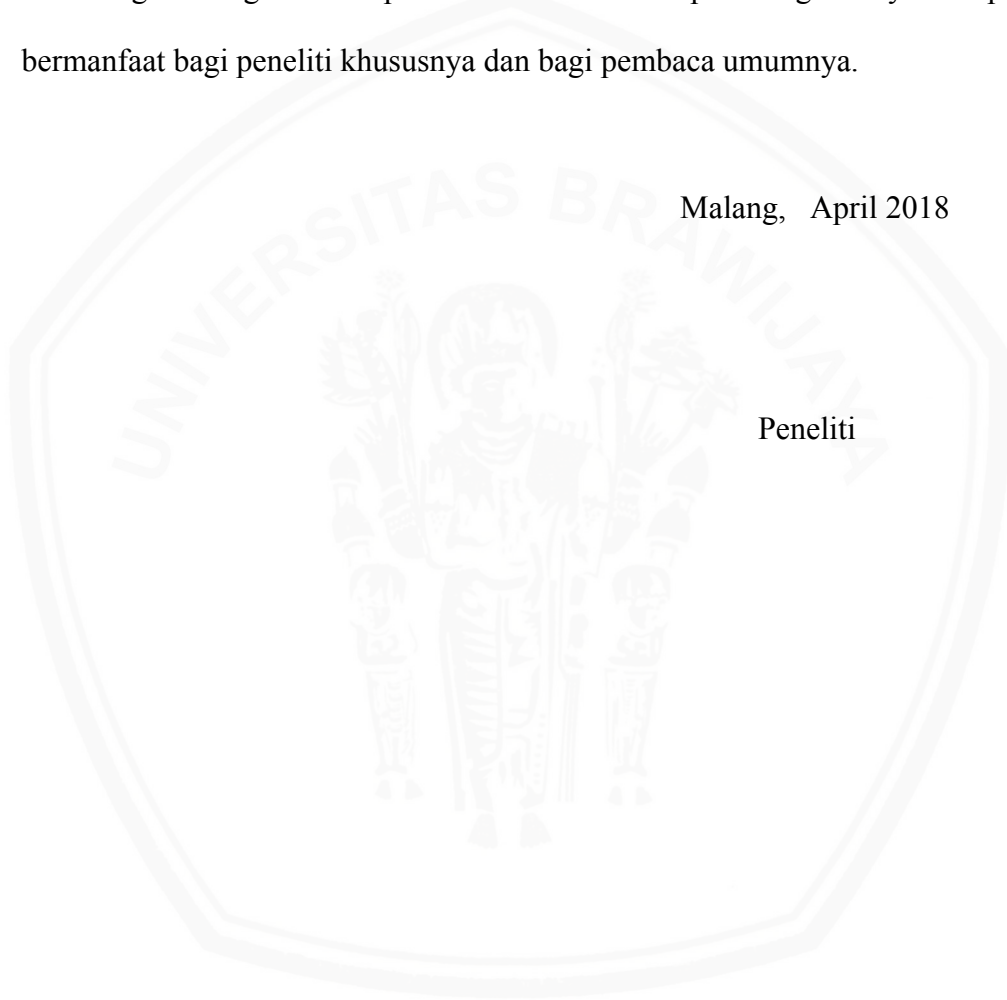 bermanfaat bagi peneliti khususnya dan bagi pembaca umumnya.
UNIVERSITAS BRAWIJAYA
Malang, April 2018
Peneliti